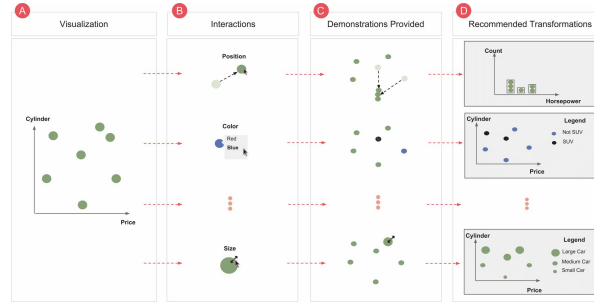 A
Visualization
B
Interactions
C
Demonstrations Provided
D
Recommended Transformations
Cylinder
Price
Position
Color
Red
Blue
Size
Count
Horsepower
Cylinder
Legend
Not SUV
SUV
Price
Cylinder
Legend
Large Car
Medium Car
Small Car
Price